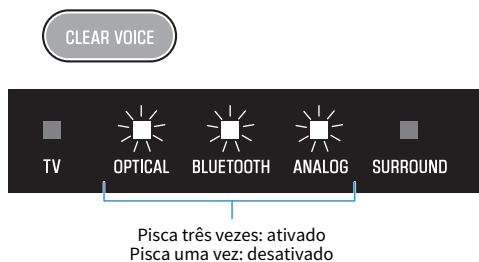 CLEAR VOICE
TV OPTICAL BLUETOOTH ANALOG SURROUND
Pisca três vezes: ativado
Pisca uma vez: desativado